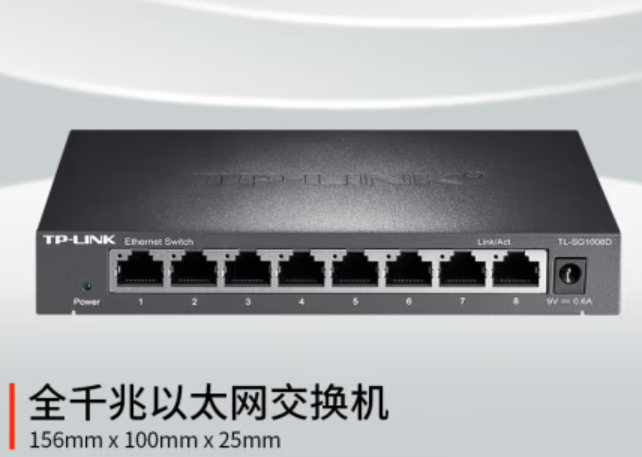 TP-LINK
TP-LINK Ethernet Switch Link/Act TL-SG1008D
Power 1 2 3 4 5 6 7 8 9V 0.6A
全千兆以太网交换机
156mm x 100mm x 25mm